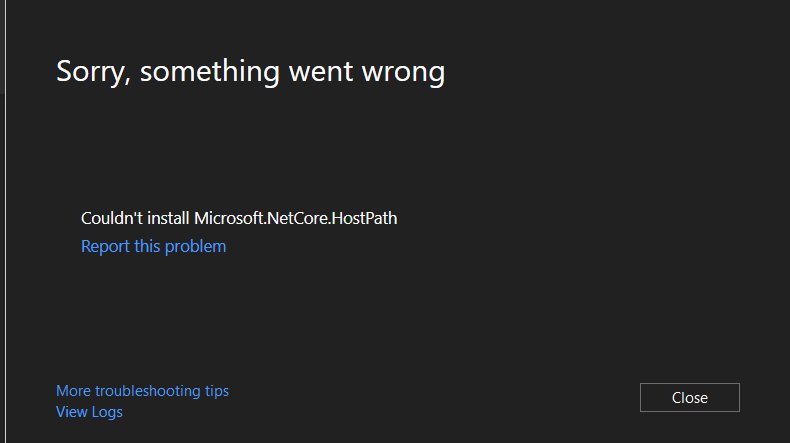 Sorry, something went wrong
Couldn't install Microsoft.NetCore.HostPath
Report this problem
More troubleshooting tips
View Logs
Close